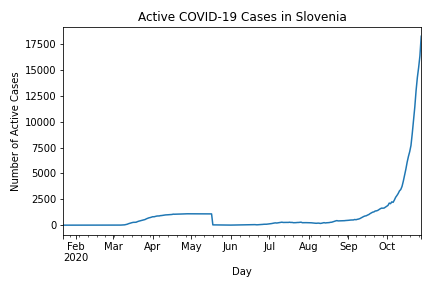 Active COVID-19 Cases in Slovenia
Number of Active Cases
17500
15000
12500
10000
7500
5000
2500
0
Feb Mar Apr May Jun Jul Aug Sep Oct
2020
Day